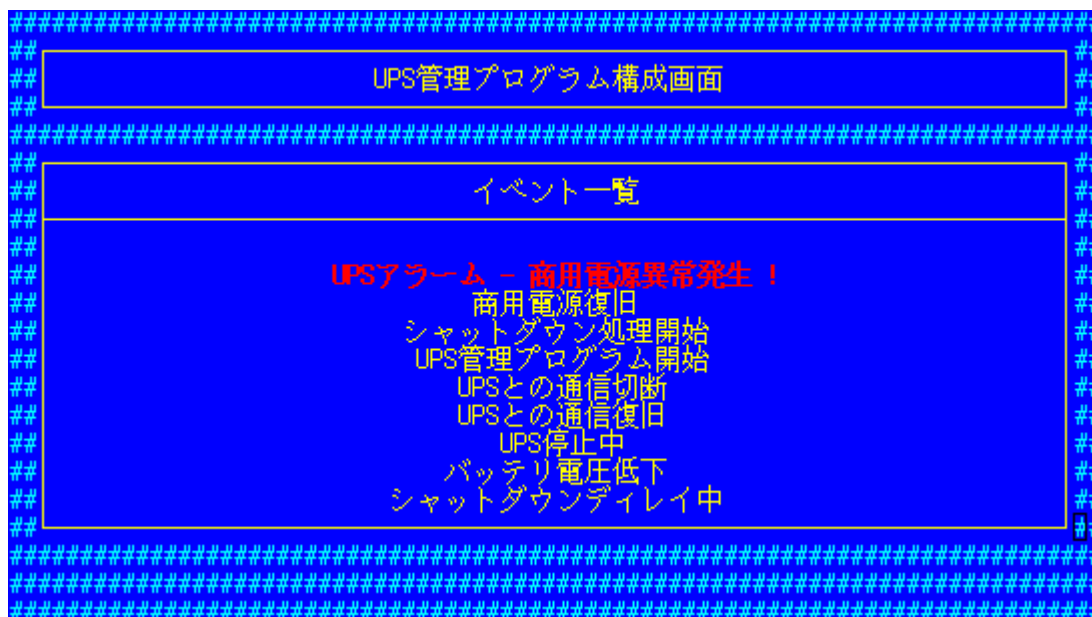 UPS管理プログラム構成画面
イベント一覧
UPSアラーム - 商用電源異常発生 !
商用電源復旧
シャットダウン処理開始
UPS管理プログラム開始
UPSとの通信切断
UPSとの通信復旧
UPS停止中
バッテリ電圧低下
シャットダウンディレイ中